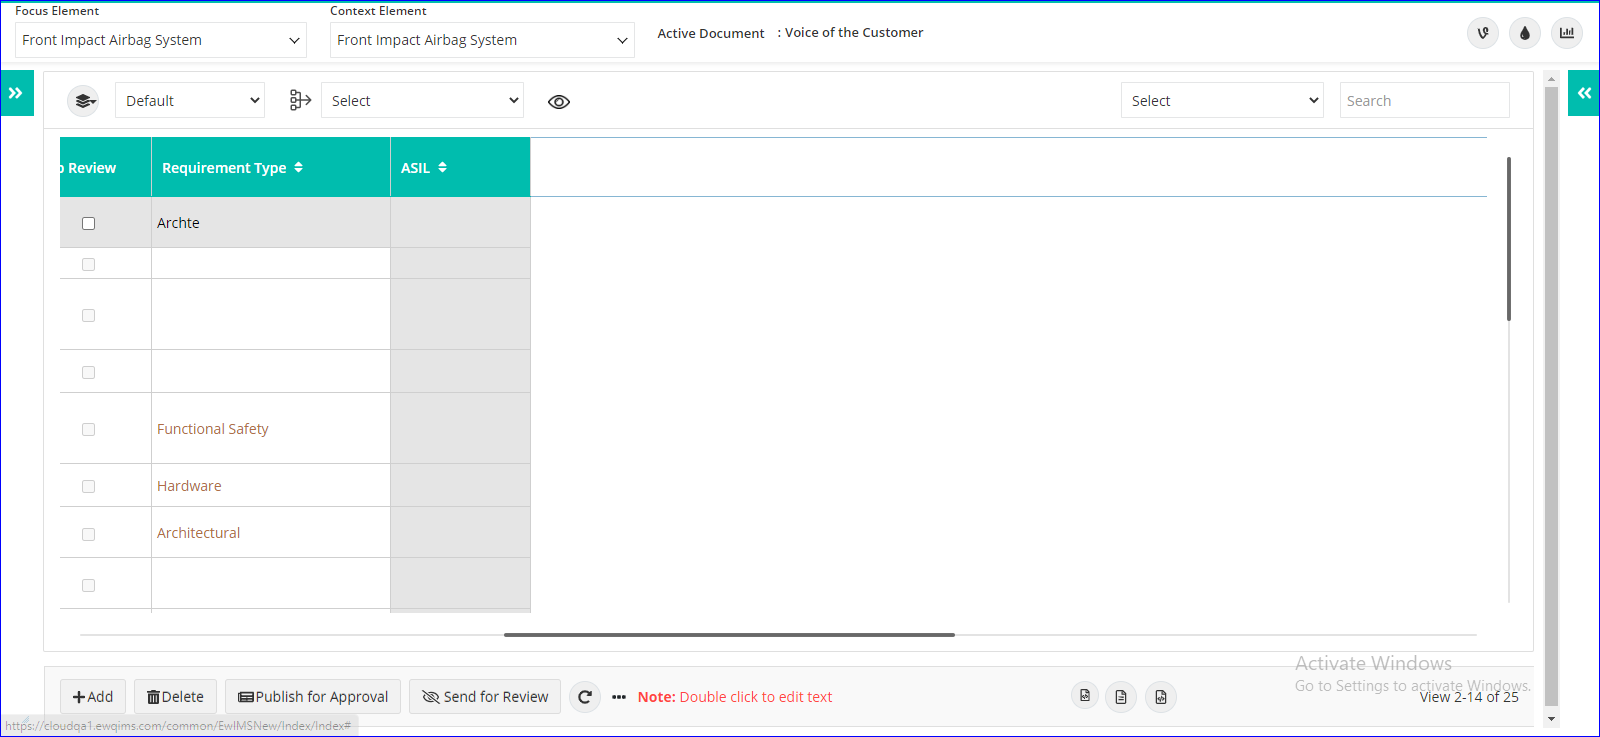 Focus Element
Context Element
Front Impact Airbag System
Front Impact Airbag System
Active Document : Voice of the Customer
Default
Select
Select
Search
Review
Requirement Type
ASIL
Archte
Functional Safety
Hardware
Architectural
Add
Delete
Publish for Approval
Send for Review
Note: Double click to edit text
View 2-14 of 25
Activate Windows
Go to Settings to activate Windows.
https://cloudqa1.ewqims.com/common/EwIMSNew/Index/Index#